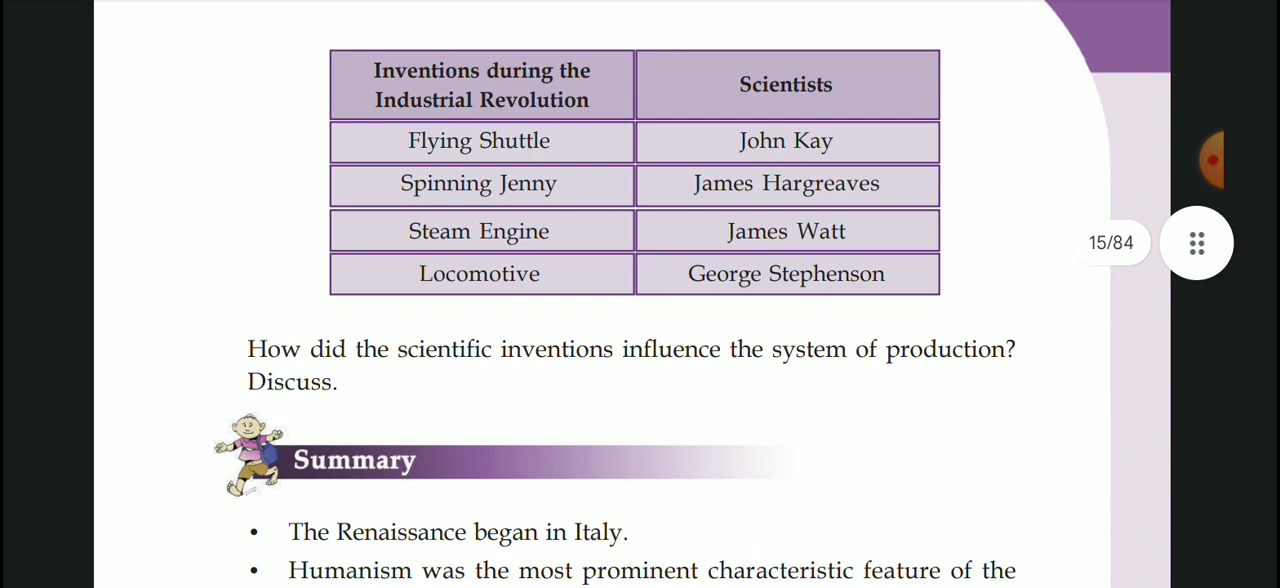 Inventions during the
Industrial Revolution
Scientists
Flying Shuttle
John Kay
Spinning Jenny
James Hargreaves
Steam Engine
James Watt
Locomotive
George Stephenson
15/84
How did the scientific inventions influence the system of production?
Discuss.
Summary
• The Renaissance began in Italy.
• Humanism was the most prominent characteristic feature of the